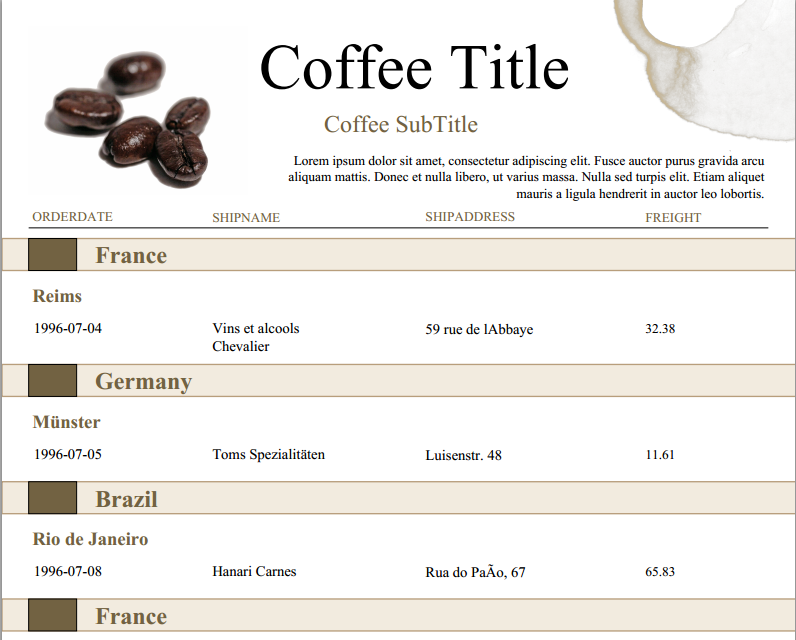 Coffee Title
Coffee SubTitle
Lorem ipsum dolor sit amet, consectetur adipiscing elit. Fusce auctor purus gravida arcu
aliquam mattis. Donec et nulla libero, ut varius massa. Nulla sed turpis elit. Etiam aliquet
mauris a ligula hendrerit in auctor leo lobortis.
ORDERDATE SHIPNAME SHIPADDRESS FREIGHT
France
Reims
1996-07-04 Vins et alcools 59 rue de lAbbaye 32.38
Chevalier
Germany
Münster
1996-07-05 Toms Spezialitäten Luisenstr. 48 11.61
Brazil
Rio de Janeiro
1996-07-08 Hanari Carnes Rua do PaÃo, 67 65.83
France